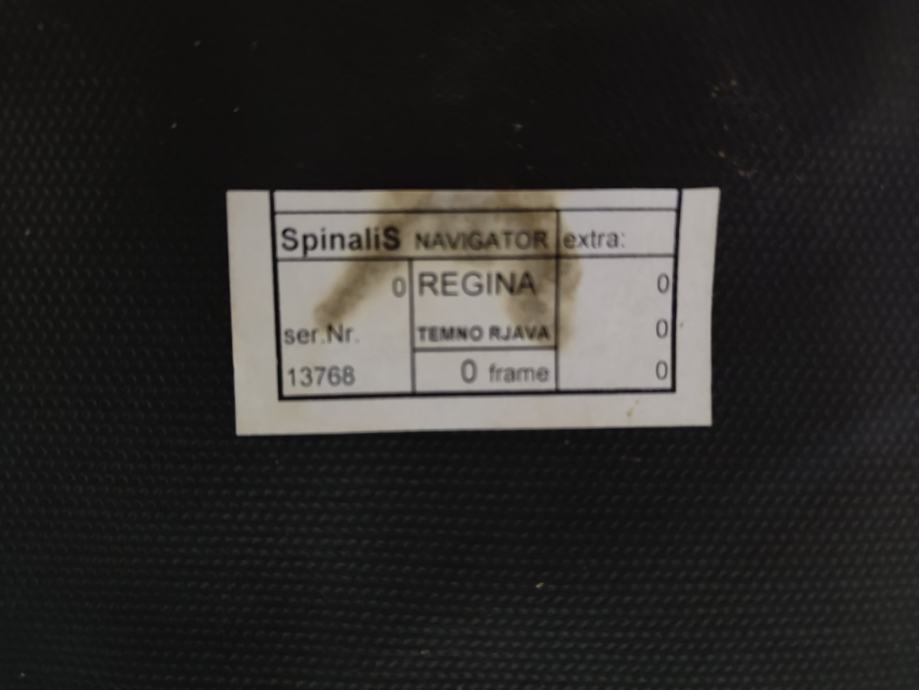 SpinaliS NAVIGATOR extra:
0 REGINA 0
ser.Nr. TEMNO RJAVA 0
13768 0 frame 0